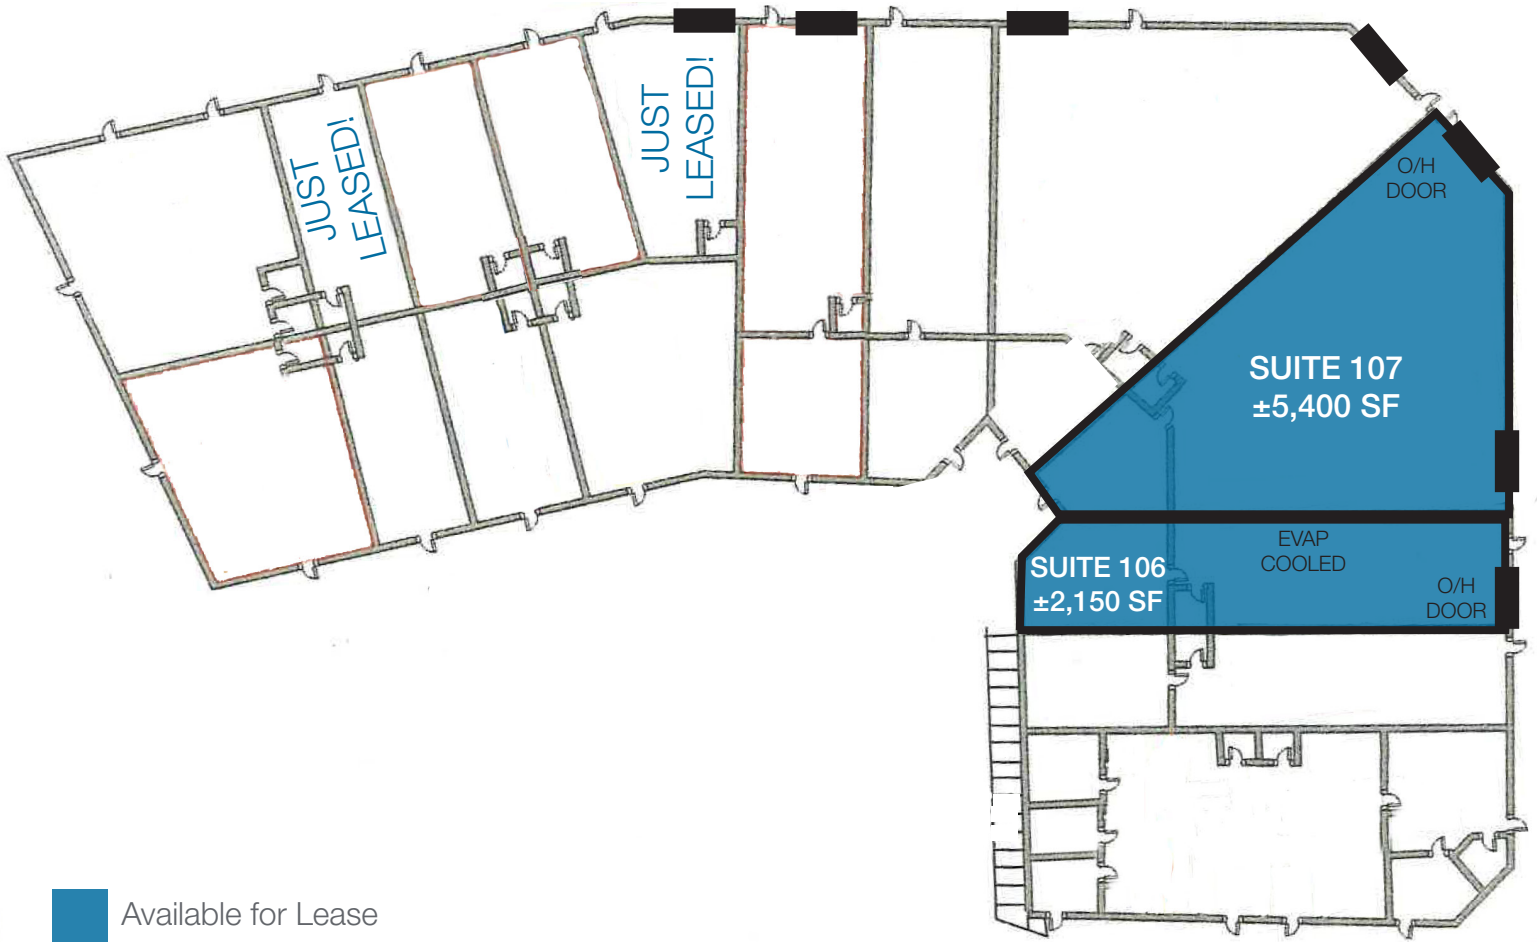 JUST
LEASED!
JUST
LEASED!
O/H
DOOR
SUITE 107
±5,400 SF
EVAP
COOLED
SUITE 106
±2,150 SF
O/H
DOOR
Available for Lease